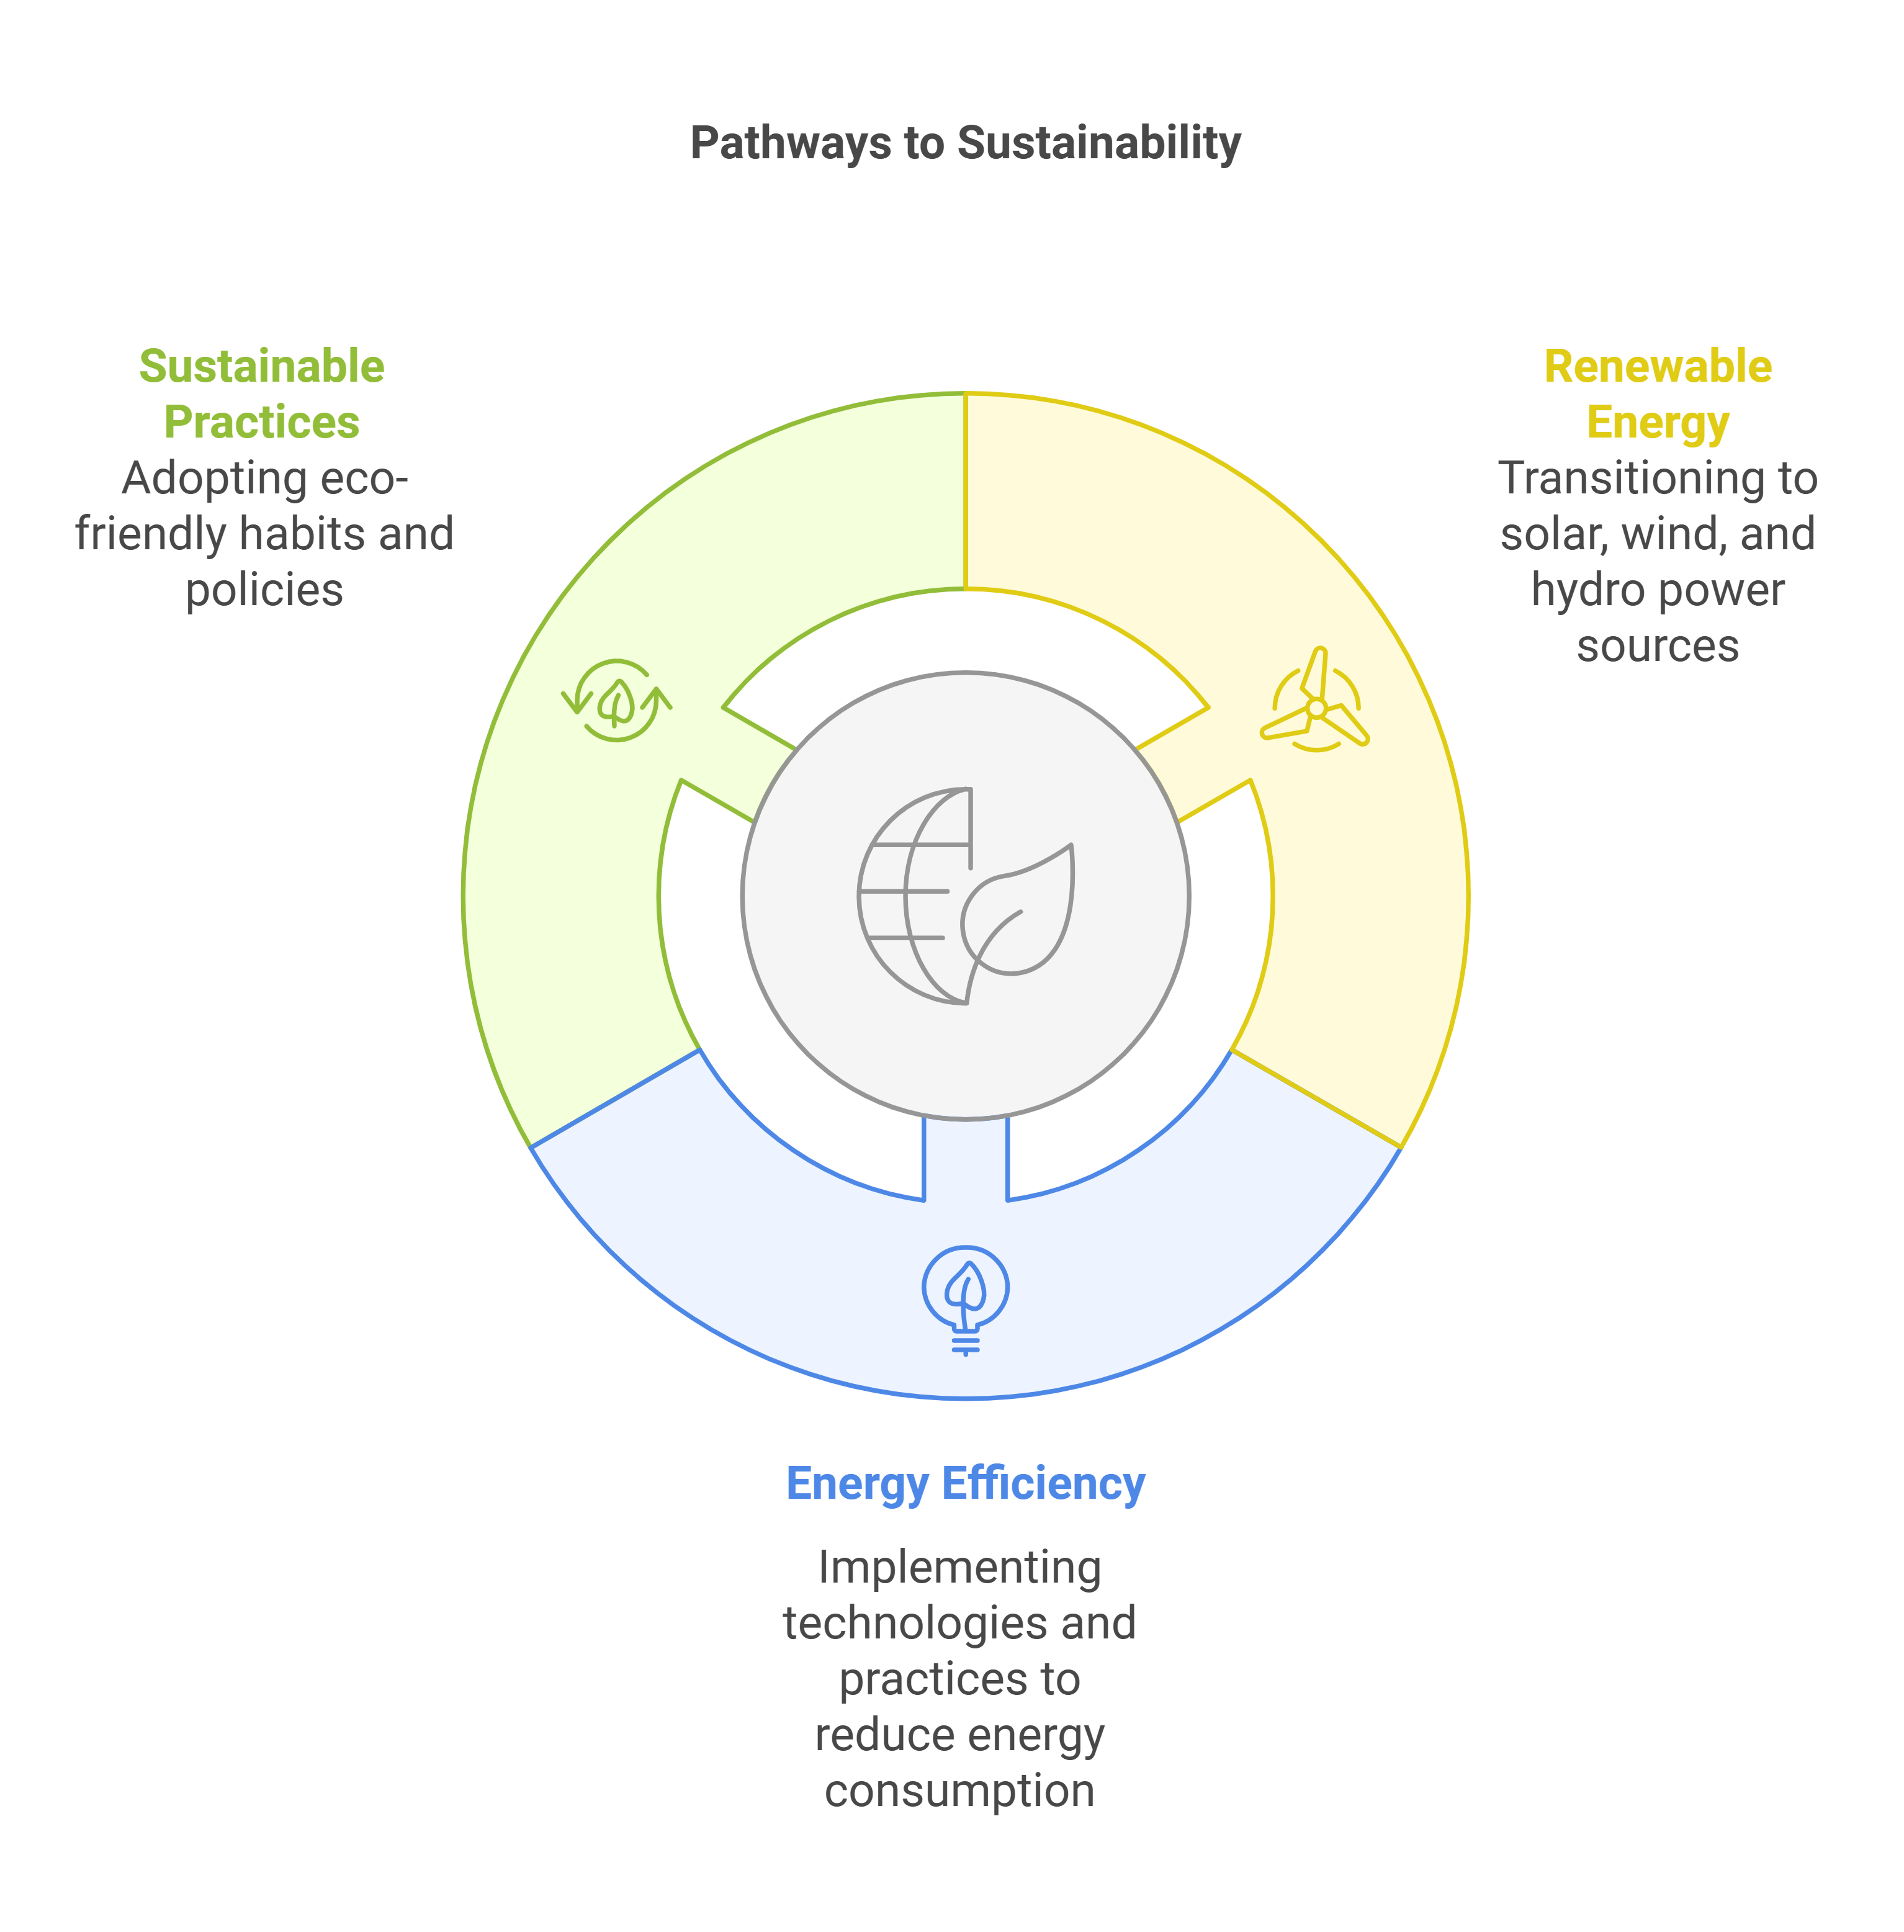 Pathways to Sustainability
Sustainable
Practices
Adopting eco-
friendly habits and
policies
Renewable
Energy
Transitioning to
solar, wind, and
hydro power
sources
Energy Efficiency
Implementing
technologies and
practices to
reduce energy
consumption